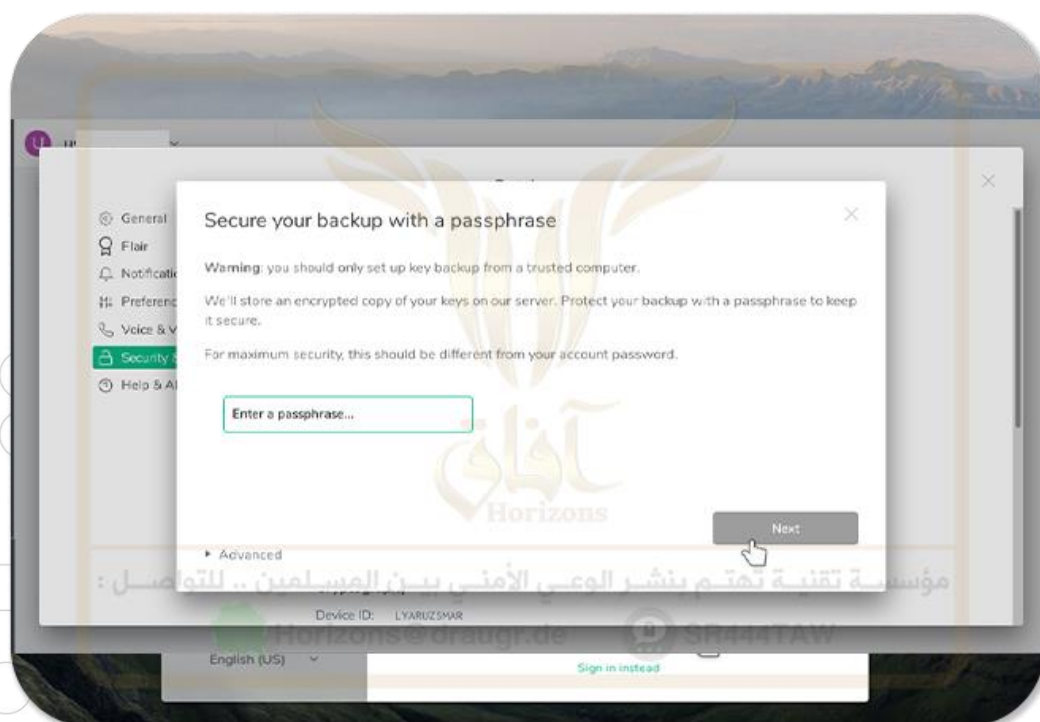 U
Secure your backup with a passphrase
General
Flair
Warning: you should only set up key backup from a trusted computer.
Notificatio
We'll store an encrypted copy of your keys on our server. Protect your backup with a passphrase to keep
Preferenc
it secure.
Voice & V
For maximum security, this should be different from your account password.
Security &
Help & Al
Enter a passphrase...
آفاق
Horizons
Next
Advanced
مؤسسة تقنية تهتم بنشر الوعي الأمني بين المسلمين .. للتواصل :
Device ID: LYARUZSMAR
Horizons@draugr.de SR444TAW
English (US)
Sign in instead